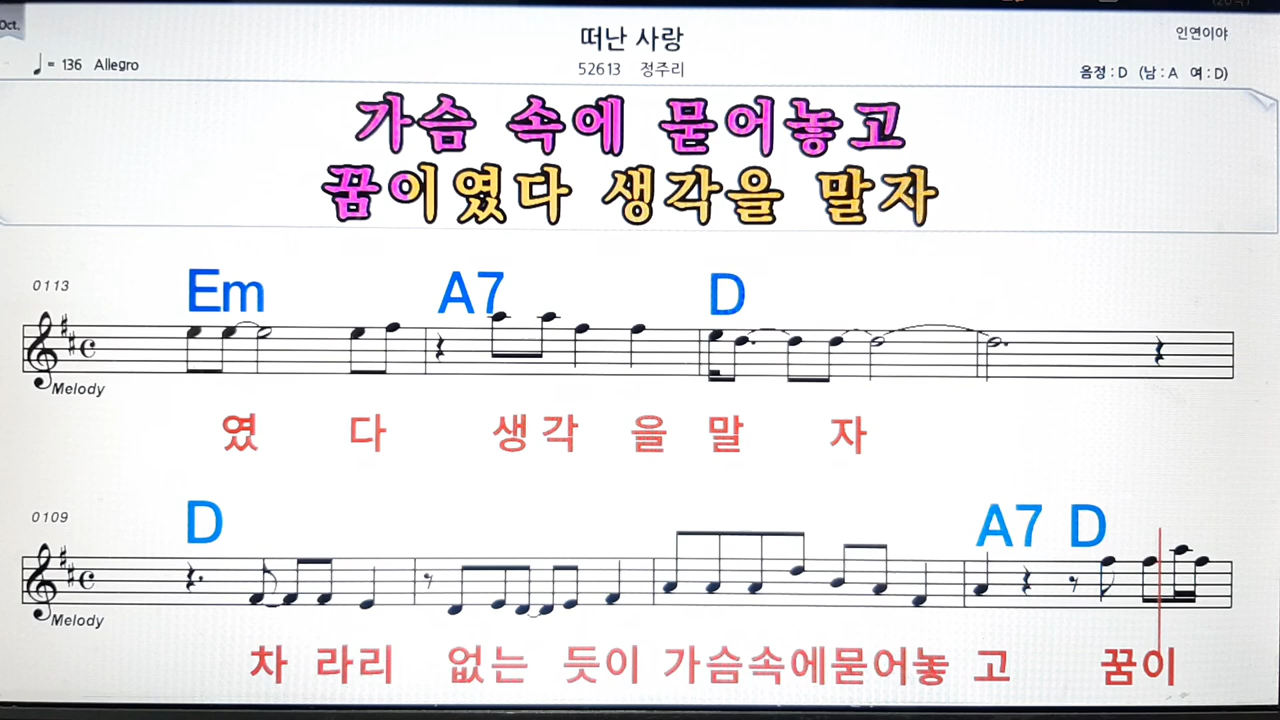 Oct.
떠난 사랑
인연이야
♩= 136 Allegro
52613 정주리
음정 : D (남 : A 여 : D)
가슴 속에 묻어놓고
꿈이였다 생각을 말자
0113
Em A7 D
Melody
였 다 생각 을 말 자
0109
D A7 D
Melody
차 라리 없는 듯이 가슴속에묻어놓 고 꿈이